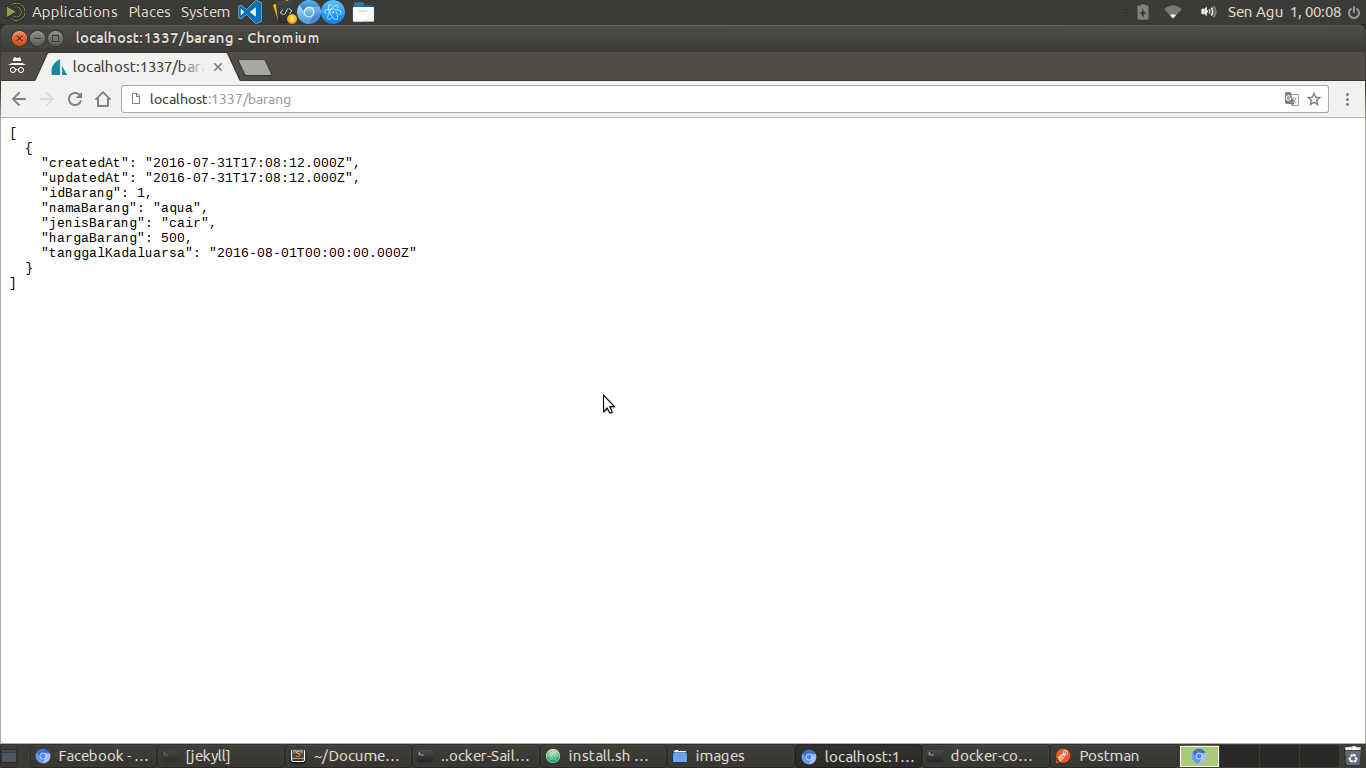 Applications Places System Sen Agu 1, 00:08
localhost:1337/barang - Chromium
localhost:1337/bar
localhost:1337/barang
[
  {
    "createdAt": "2016-07-31T17:08:12.000Z",
    "updatedAt": "2016-07-31T17:08:12.000Z",
    "idBarang": 1,
    "namaBarang": "aqua",
    "jenisBarang": "cair",
    "hargaBarang": 500,
    "tanggalKadaluarsa": "2016-08-01T00:00:00.000Z"
  }
]
Facebook - ... [jekyll] ~/Docume... ..ocker-Sail... install.sh ... images localhost:1... docker-co... Postman